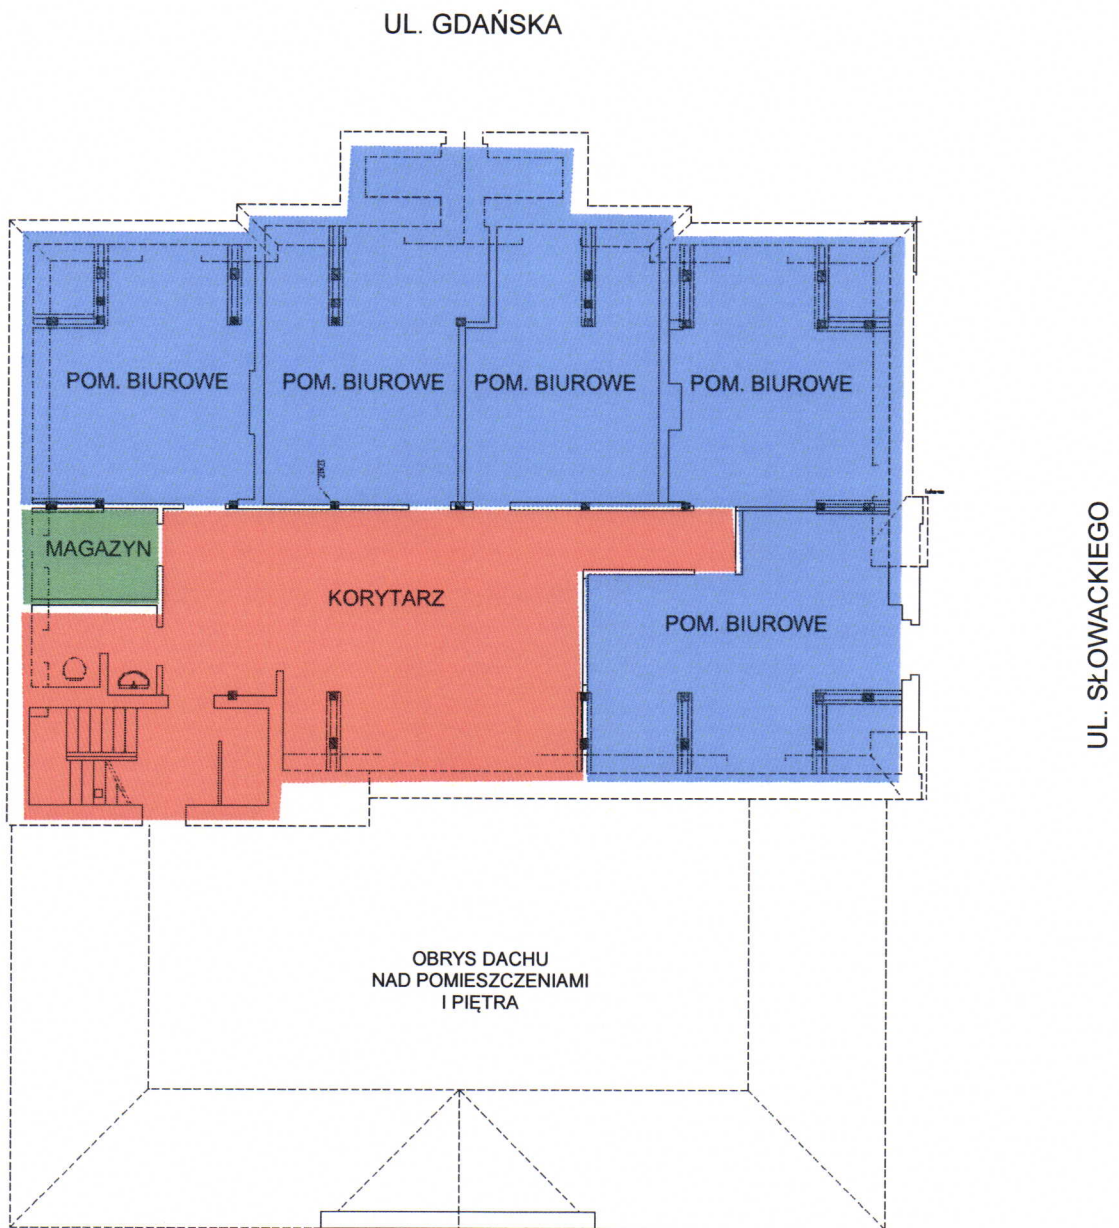 UL. GDAŃSKA
POM. BIUROWE
POM. BIUROWE
POM. BIUROWE
POM. BIUROWE
MAGAZYN
KORYTARZ
POM. BIUROWE
UL. SŁOWACKIEGO
OBRYS DACHU
NAD POMIESZCZENIAMI
I PIĘTRA